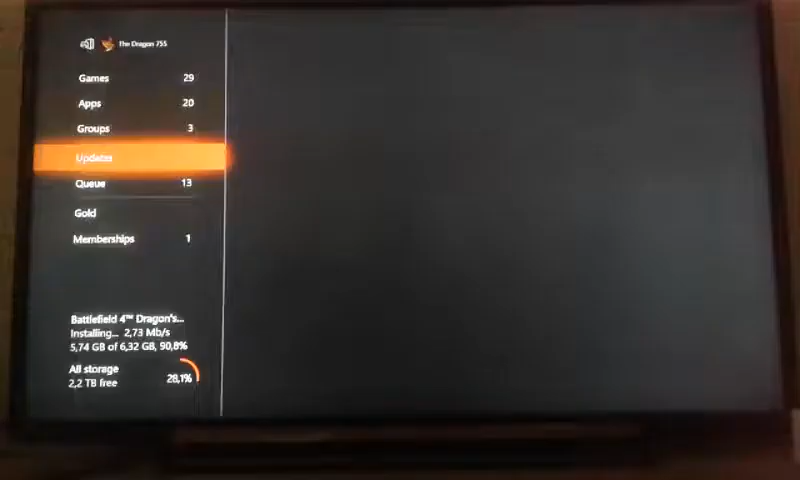 The Dragon 755
Games 29
Apps 20
Groups 3
Updates
Queue 13
Gold
Memberships 1
Battlefield 4™ Dragon's...
Installing... 2,73 Mb/s
5,74 GB of 6,32 GB, 90,8%
All storage
28,1%
2,2 TB free